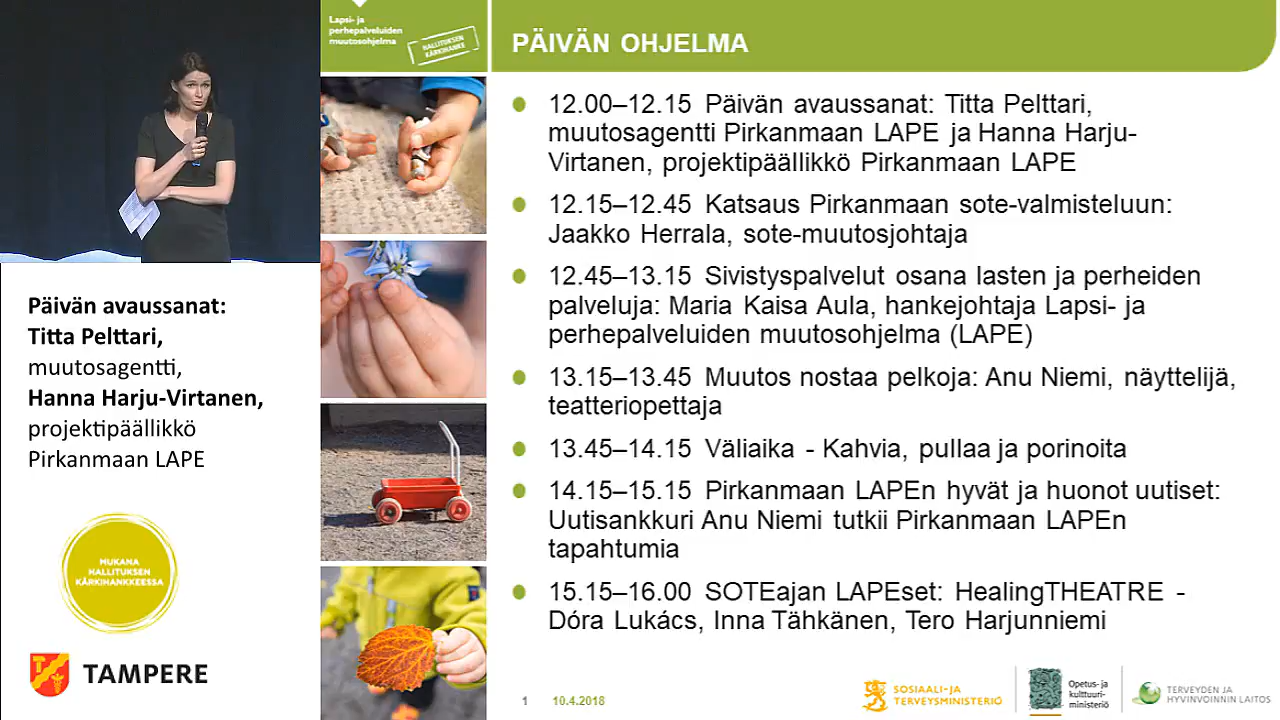 Päivän avaussanat:
Titta Pelttari,
muutosagentti,
Hanna Harju-Virtanen,
projektipäällikkö
Pirkanmaan LAPE
MUKANA
HALLITUKSEN
KÄRKIHANKKEESSA
TAMPERE
Lapsi- ja
perhepalveluiden
muutosohjelma
HALLITUKSEN
KÄRKIHANKE
PÄIVÄN OHJELMA
12.00–12.15 Päivän avaussanat: Titta Pelttari,
muutosagentti Pirkanmaan LAPE ja Hanna Harju-
Virtanen, projektipäällikkö Pirkanmaan LAPE
12.15–12.45 Katsaus Pirkanmaan sote-valmisteluun:
Jaakko Herrala, sote-muutosjohtaja
12.45–13.15 Sivistyspalvelut osana lasten ja perheiden
palveluja: Maria Kaisa Aula, hankejohtaja Lapsi- ja
perhepalveluiden muutosohjelma (LAPE)
13.15–13.45 Muutos nostaa pelkoja: Anu Niemi, näyttelijä,
teatteriopettaja
13.45–14.15 Väliaika - Kahvia, pullaa ja porinoita
14.15–15.15 Pirkanmaan LAPEn hyvät ja huonot uutiset:
Uutisankkuri Anu Niemi tutkii Pirkanmaan LAPEn
tapahtumia
15.15–16.00 SOTEajan LAPEset: HealingTHEATRE -
Dóra Lukács, Inna Tähkänen, Tero Harjunniemi
1 10.4.2018
SOSIAALI- JA
TERVEYSMINISTERIÖ
Opetus- ja
kulttuuri-
ministeriö
TERVEYDEN JA
HYVINVOINNIN LAITOS